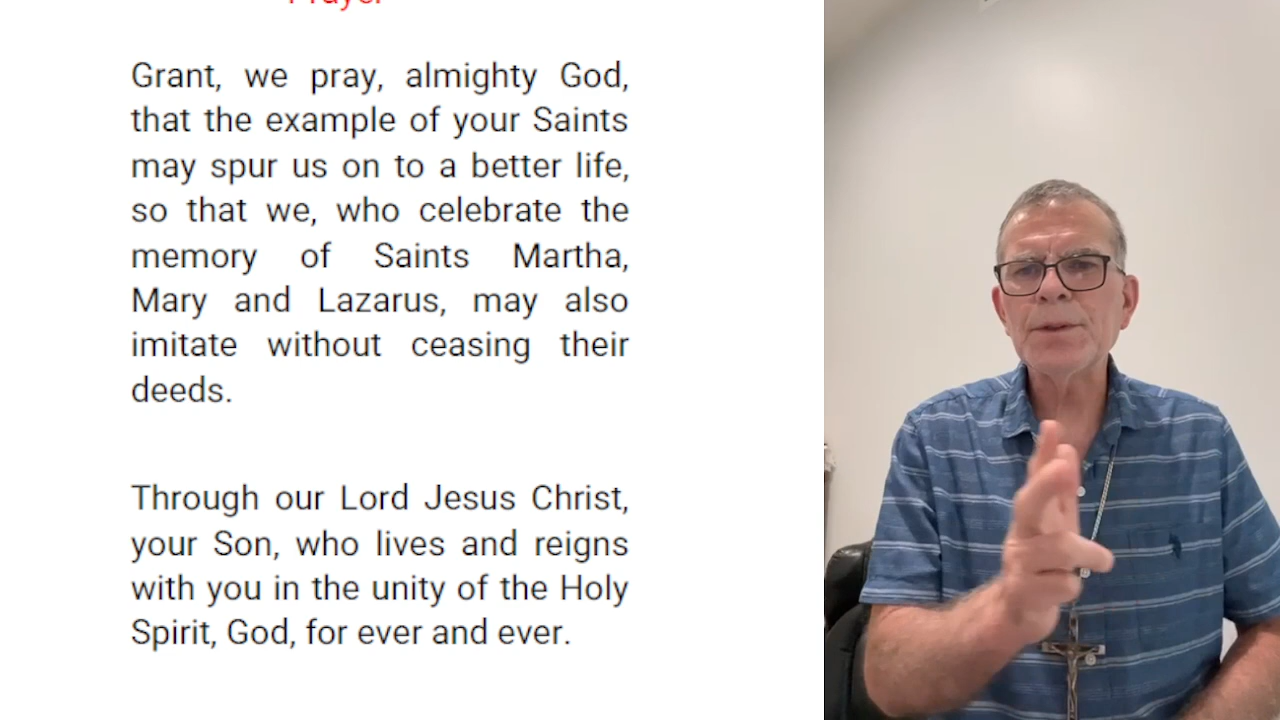 Prayer
Grant, we pray, almighty God,
that the example of your Saints
may spur us on to a better life,
so that we, who celebrate the
memory of Saints Martha,
Mary and Lazarus, may also
imitate without ceasing their
deeds.
Through our Lord Jesus Christ,
your Son, who lives and reigns
with you in the unity of the Holy
Spirit, God, for ever and ever.